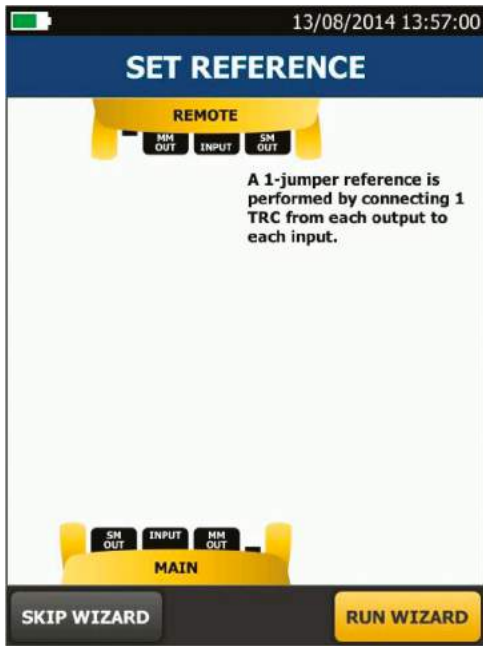 13/08/2014 13:57:00
SET REFERENCE
REMOTE
MM OUT INPUT SM OUT
A 1-jumper reference is
performed by connecting 1
TRC from each output to
each input.
SM OUT INPUT MM OUT
MAIN
SKIP WIZARD RUN WIZARD